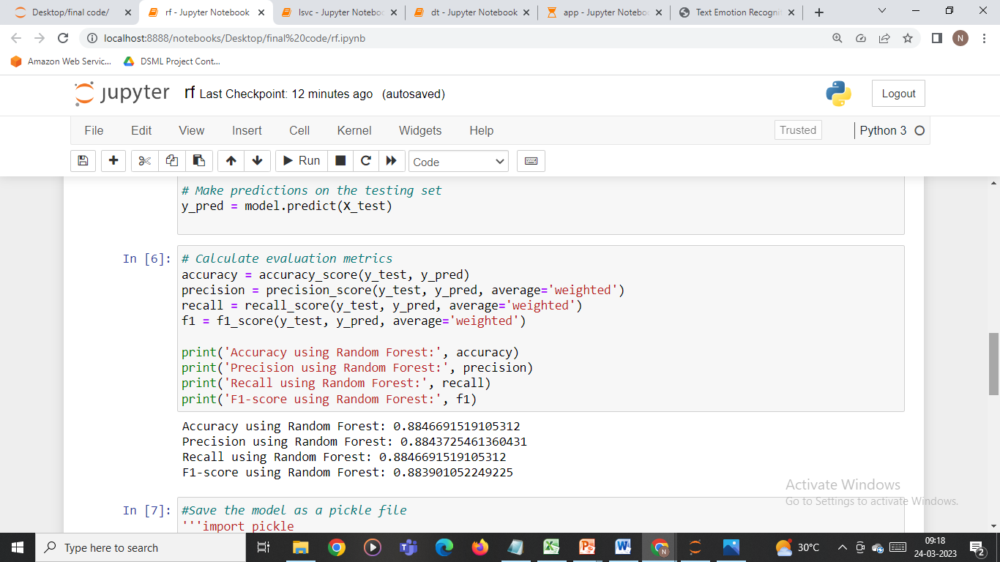 Desktop/final code/
rf - Jupyter Notebook
lsvc - Jupyter Noteboo
dt - Jupyter Notebook
app - Jupyter Noteboo
Text Emotion Recognit
localhost:8888/notebooks/Desktop/final%20code/rf.ipynb
N
Amazon Web Servic...
DSML Project Cont...
jupyter
rf Last Checkpoint: 12 minutes ago (autosaved)
Logout
File Edit View Insert Cell Kernel Widgets Help
Trusted
Python 3
Run
Code
# Make predictions on the testing set
y_pred = model.predict(X_test)
In [6]:
# Calculate evaluation metrics
accuracy = accuracy_score(y_test, y_pred)
precision = precision_score(y_test, y_pred, average='weighted')
recall = recall_score(y_test, y_pred, average='weighted')
f1 = f1_score(y_test, y_pred, average='weighted')
print('Accuracy using Random Forest:', accuracy)
print('Precision using Random Forest:', precision)
print('Recall using Random Forest:', recall)
print('F1-score using Random Forest:', f1)
Accuracy using Random Forest: 0.8846691519105312
Precision using Random Forest: 0.8843725461360431
Recall using Random Forest: 0.8846691519105312
F1-score using Random Forest: 0.883901052249225
Activate Windows
Go to Settings to activate Windows.
In [7]:
#Save the model as a pickle file
'''import pickle
Type here to search
30°C
09:18
24-03-2023
2